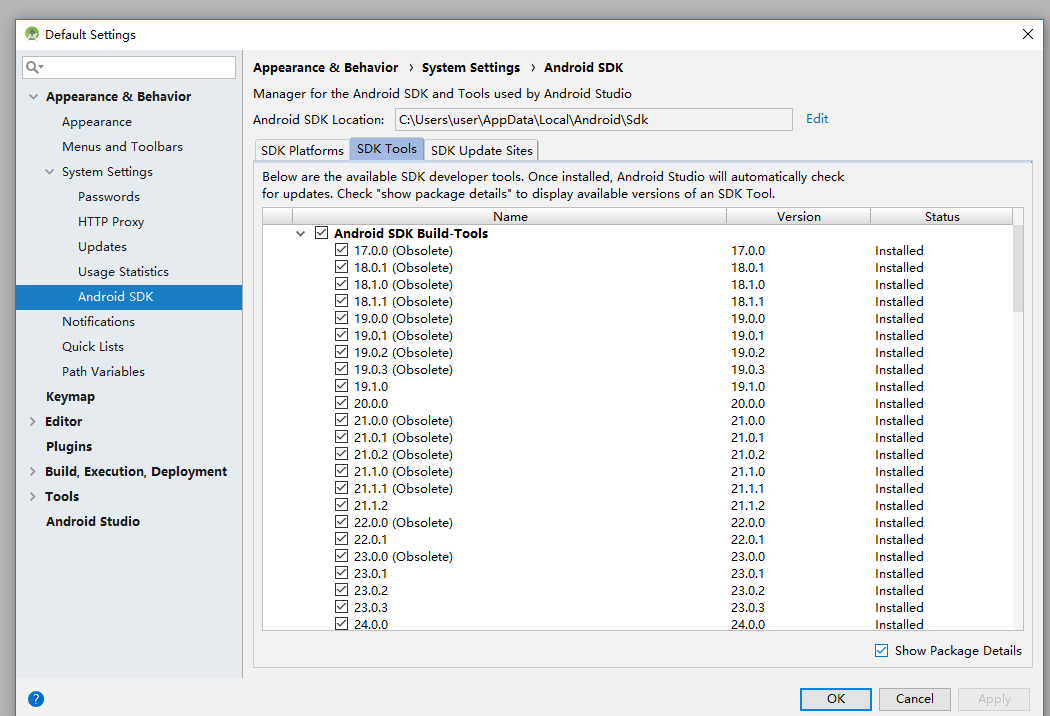 Default Settings
Appearance & Behavior
Appearance
Menus and Toolbars
System Settings
Passwords
HTTP Proxy
Updates
Usage Statistics
Android SDK
Notifications
Quick Lists
Path Variables
Keymap
Editor
Plugins
Build, Execution, Deployment
Tools
Android Studio
Appearance & Behavior › System Settings › Android SDK
Manager for the Android SDK and Tools used by Android Studio
Android SDK Location: C:\Users\user\AppData\Local\Android\Sdk Edit
SDK Platforms SDK Tools SDK Update Sites
Below are the available SDK developer tools. Once installed, Android Studio will automatically check
for updates. Check "show package details" to display available versions of an SDK Tool.
Name Version Status
Android SDK Build-Tools
17.0.0 (Obsolete) 17.0.0 Installed
18.0.1 (Obsolete) 18.0.1 Installed
18.1.0 (Obsolete) 18.1.0 Installed
18.1.1 (Obsolete) 18.1.1 Installed
19.0.0 (Obsolete) 19.0.0 Installed
19.0.1 (Obsolete) 19.0.1 Installed
19.0.2 (Obsolete) 19.0.2 Installed
19.0.3 (Obsolete) 19.0.3 Installed
19.1.0 19.1.0 Installed
20.0.0 20.0.0 Installed
21.0.0 (Obsolete) 21.0.0 Installed
21.0.1 (Obsolete) 21.0.1 Installed
21.0.2 (Obsolete) 21.0.2 Installed
21.1.0 (Obsolete) 21.1.0 Installed
21.1.1 (Obsolete) 21.1.1 Installed
21.1.2 21.1.2 Installed
22.0.0 (Obsolete) 22.0.0 Installed
22.0.1 22.0.1 Installed
23.0.0 (Obsolete) 23.0.0 Installed
23.0.1 23.0.1 Installed
23.0.2 23.0.2 Installed
23.0.3 23.0.3 Installed
24.0.0 24.0.0 Installed
Show Package Details
? OK Cancel Apply